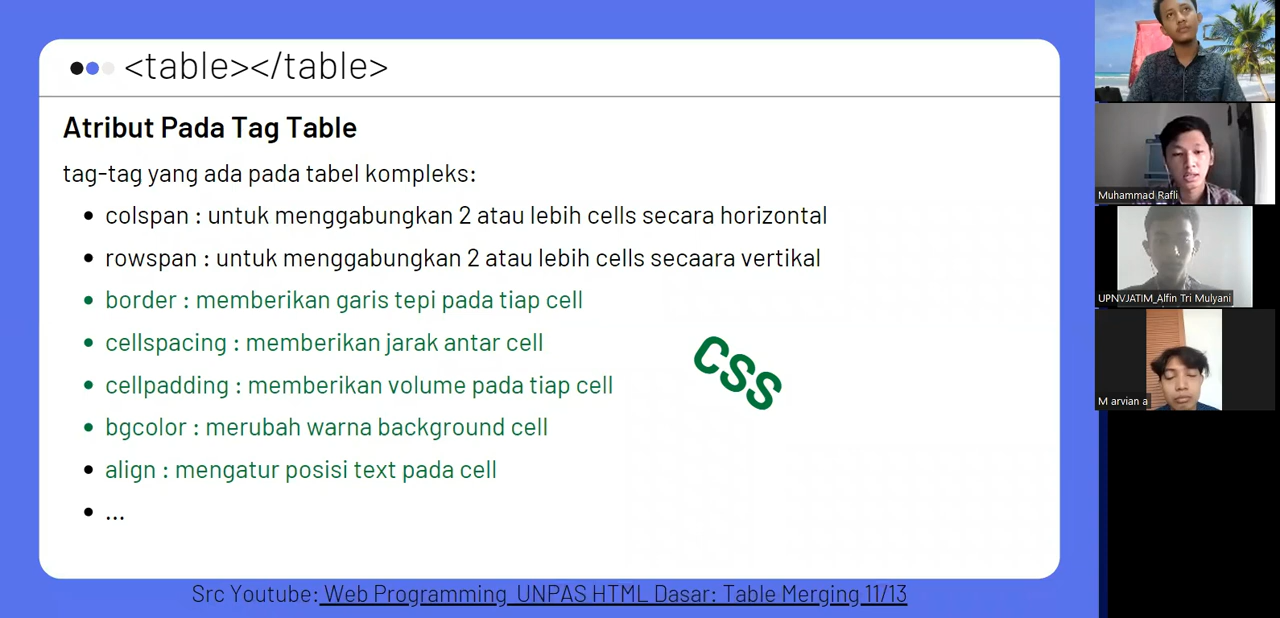 <table></table>
Atribut Pada Tag Table
tag-tag yang ada pada tabel kompleks:
• colspan : untuk menggabungkan 2 atau lebih cells secara horizontal
• rowspan : untuk menggabungkan 2 atau lebih cells secaara vertikal
• border : memberikan garis tepi pada tiap cell
• cellspacing : memberikan jarak antar cell
• cellpadding : memberikan volume pada tiap cell
• bgcolor : merubah warna background cell
• align : mengatur posisi text pada cell
• ...
CSS
Src Youtube: Web Programming UNPAS HTML Dasar: Table Merging 11/13
Muhammad Rafli
UPNVJATIM_Alfin Tri Mulyani
M arvian a